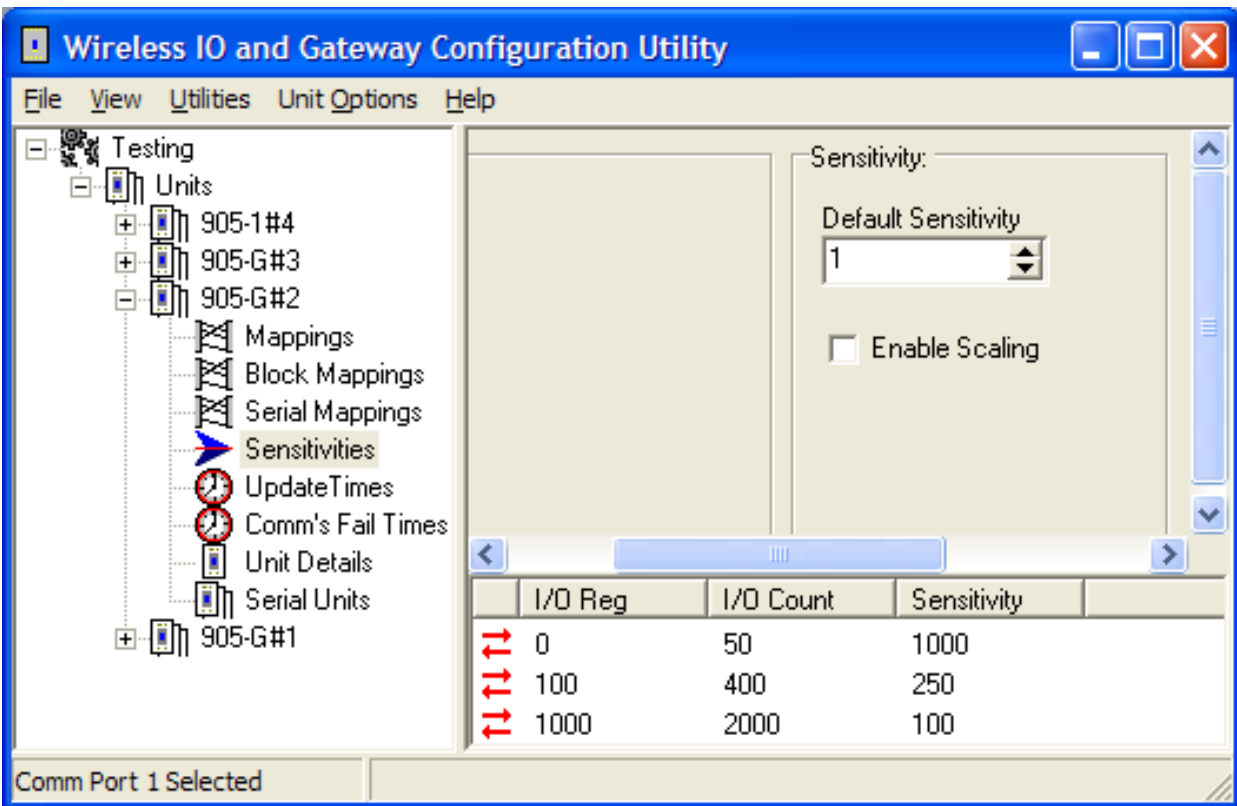 Wireless IO and Gateway Configuration Utility
File View Utilities Unit Options Help
Testing
Units
905-1#4
905-G#3
905-G#2
Mappings
Block Mappings
Serial Mappings
Sensitivities
UpdateTimes
Comm's Fail Times
Unit Details
Serial Units
905-G#1
Sensitivity:
Default Sensitivity
1
Enable Scaling
I/O Reg I/O Count Sensitivity
0 50 1000
100 400 250
1000 2000 100
Comm Port 1 Selected